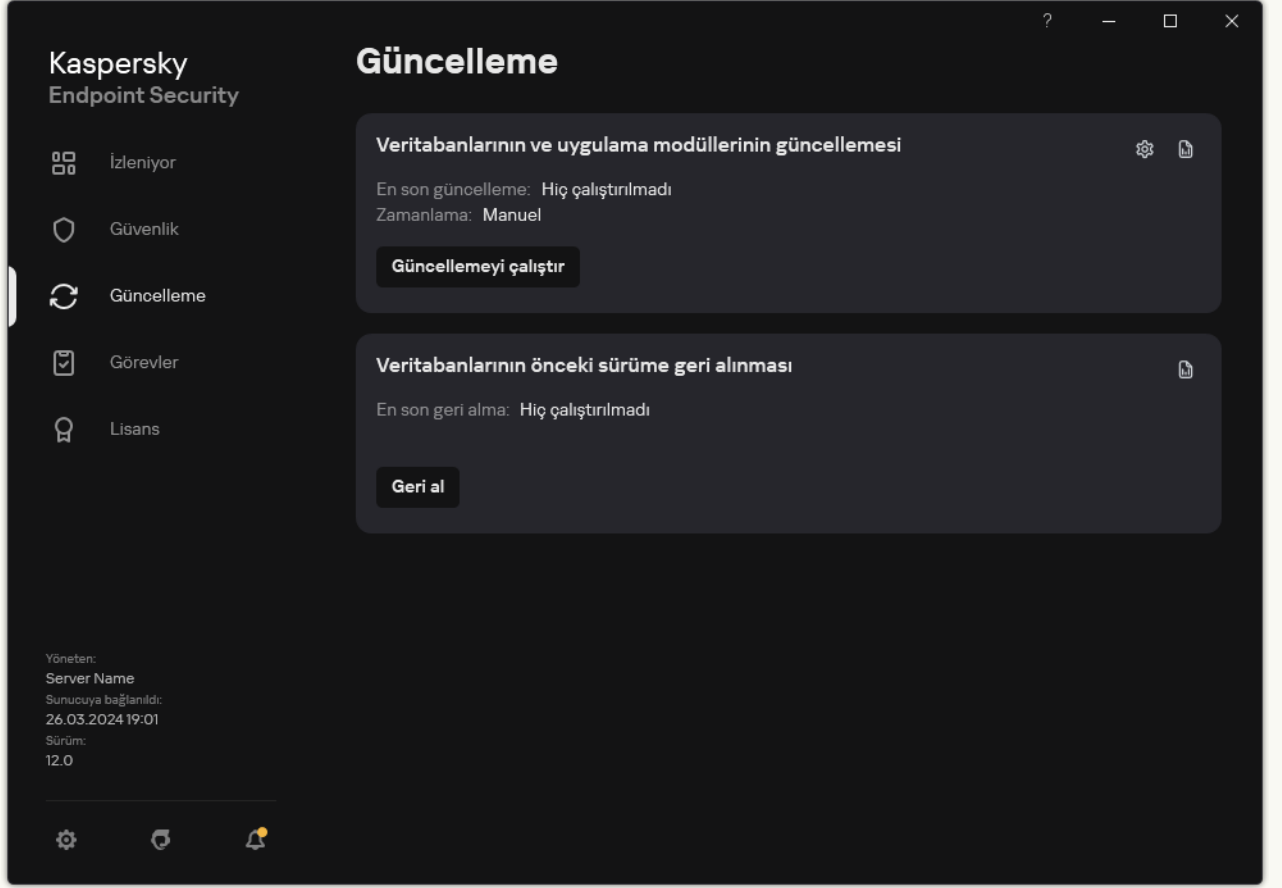 ?
Kaspersky
Endpoint Security
İzleniyor
Güvenlik
Güncelleme
Görevler
Lisans
Yöneten:
Server Name
Sunucuya bağlanıldı:
26.03.2024 19:01
Sürüm:
12.0
Güncelleme
Veritabanlarının ve uygulama modüllerinin güncellemesi
En son güncelleme: Hiç çalıştırılmadı
Zamanlama: Manuel
Güncellemeyi çalıştır
Veritabanlarının önceki sürüme geri alınması
En son geri alma: Hiç çalıştırılmadı
Geri al